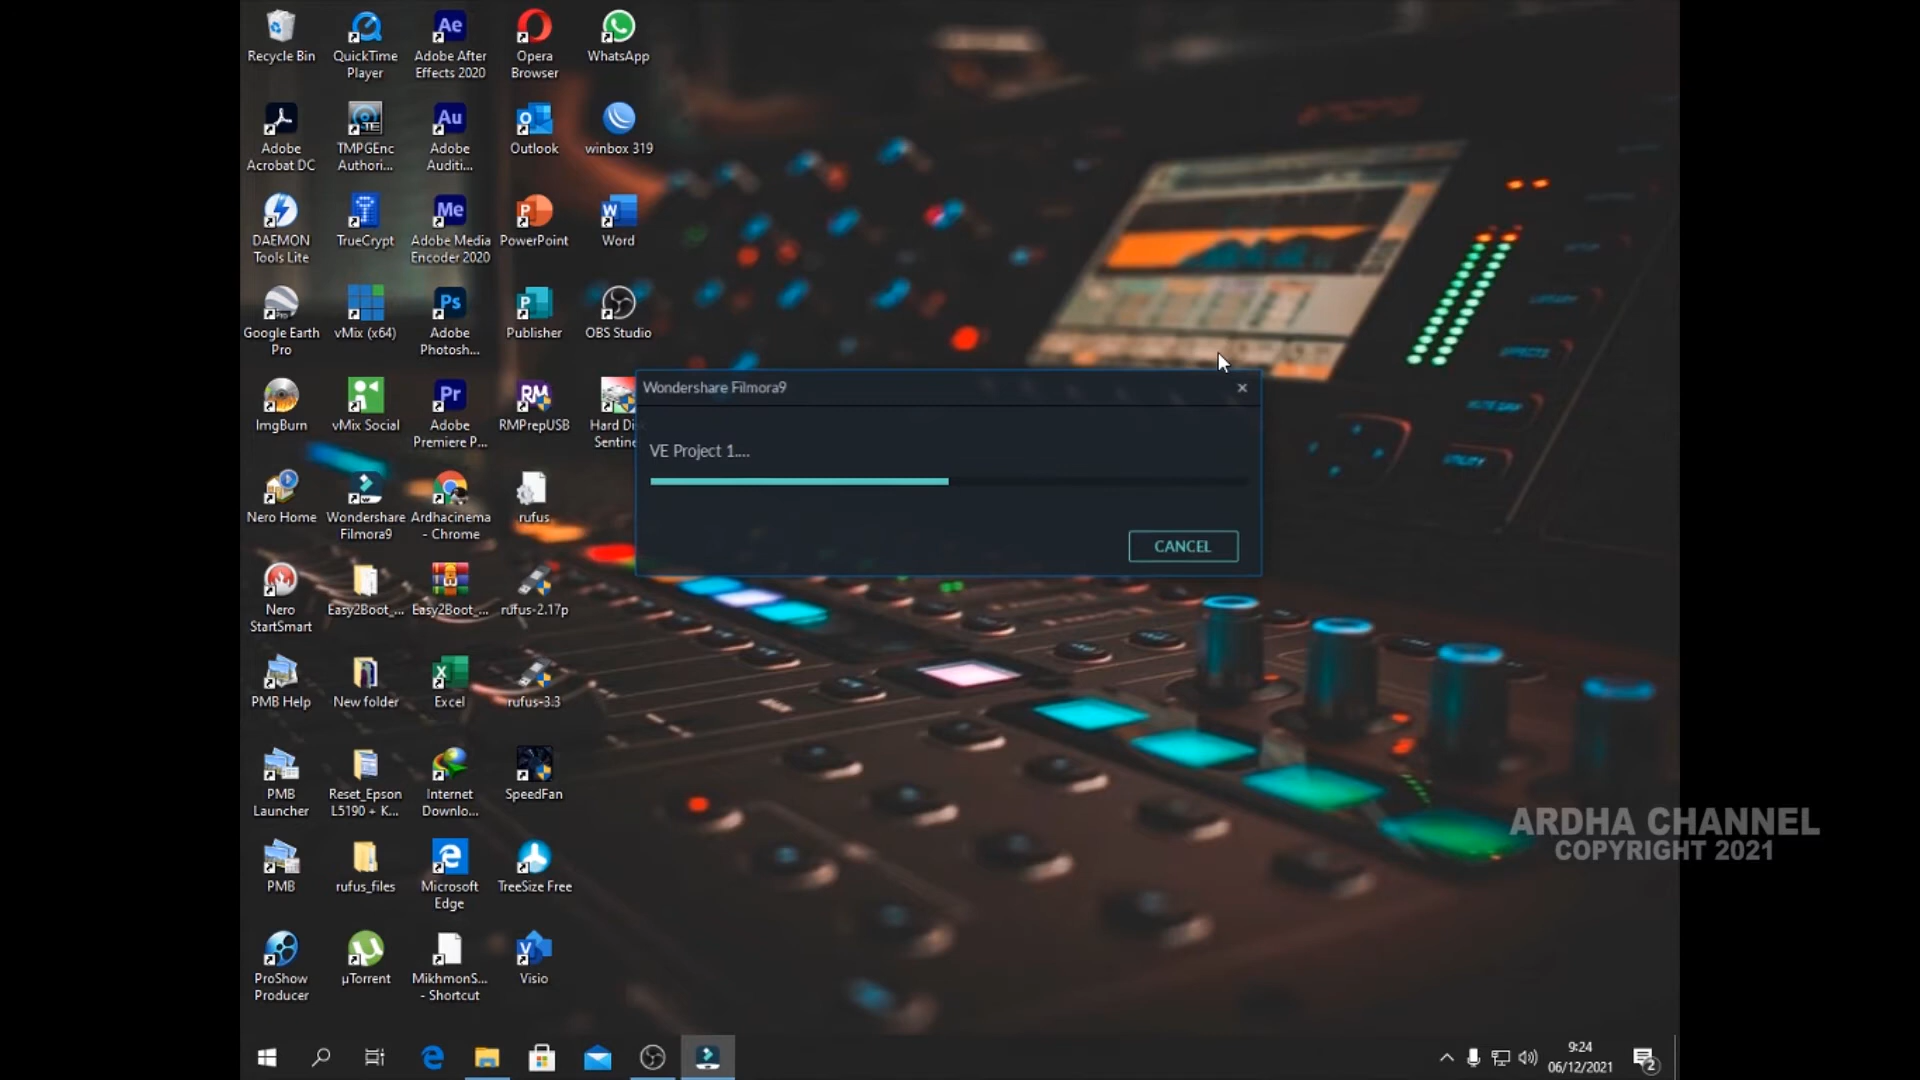 Recycle Bin
QuickTime
Player
Adobe After
Effects 2020
Opera
Browser
WhatsApp
Adobe
Acrobat DC
TMPGEnc
Authori...
Adobe
Auditi...
Outlook
winbox 319
DAEMON
Tools Lite
TrueCrypt
Adobe Media
Encoder 2020
PowerPoint
Word
Google Earth
Pro
vMix (x64)
Adobe
Photosh...
Publisher
OBS Studio
ImgBurn
vMix Social
Adobe
Premiere P...
RMPrepUSB
Hard Di
Sentine
Wondershare Filmora9
VE Project 1....
CANCEL
Nero Home
Wondershare
Filmora9
Ardhacinema
- Chrome
rufus
Nero
StartSmart
Easy2Boot_...
Easy2Boot_...
rufus-2.17p
PMB Help
New folder
Excel
rufus-3.3
PMB
Launcher
Reset_Epson
L5190 + K...
Internet
Downlo...
SpeedFan
PMB
rufus_files
Microsoft
Edge
TreeSize Free
ProShow
Producer
µTorrent
MikhmonS...
- Shortcut
Visio
ARDHA CHANNEL
COPYRIGHT 2021
9:24
06/12/2021
2